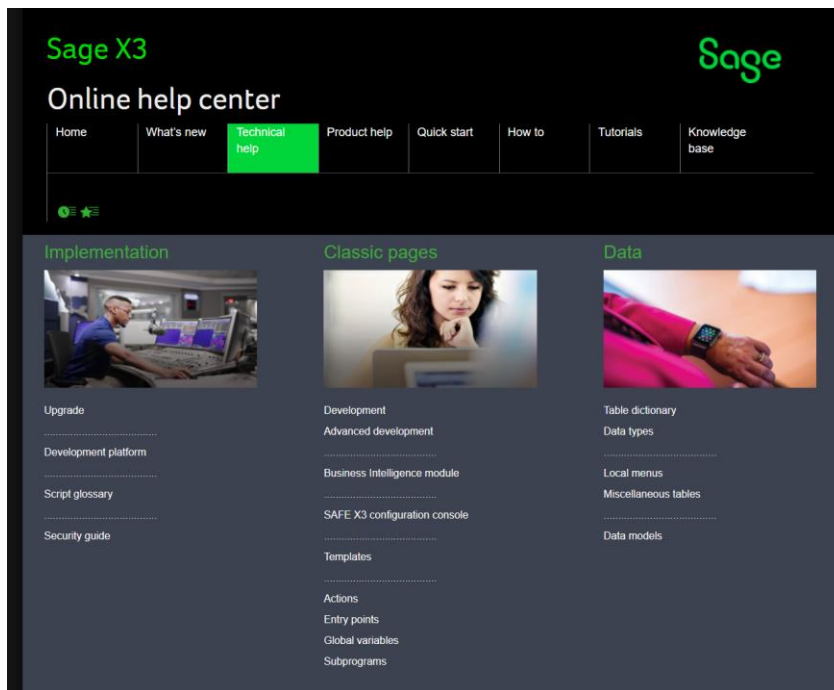 Sage X3
Sage
Online help center
Home
What's new
Technical
help
Product help
Quick start
How to
Tutorials
Knowledge
base
Implementation
Upgrade
Development platform
Script glossary
Security guide
Classic pages
Development
Advanced development
Business Intelligence module
SAFE X3 configuration console
Templates
Actions
Entry points
Global variables
Subprograms
Data
Table dictionary
Data types
Local menus
Miscellaneous tables
Data models